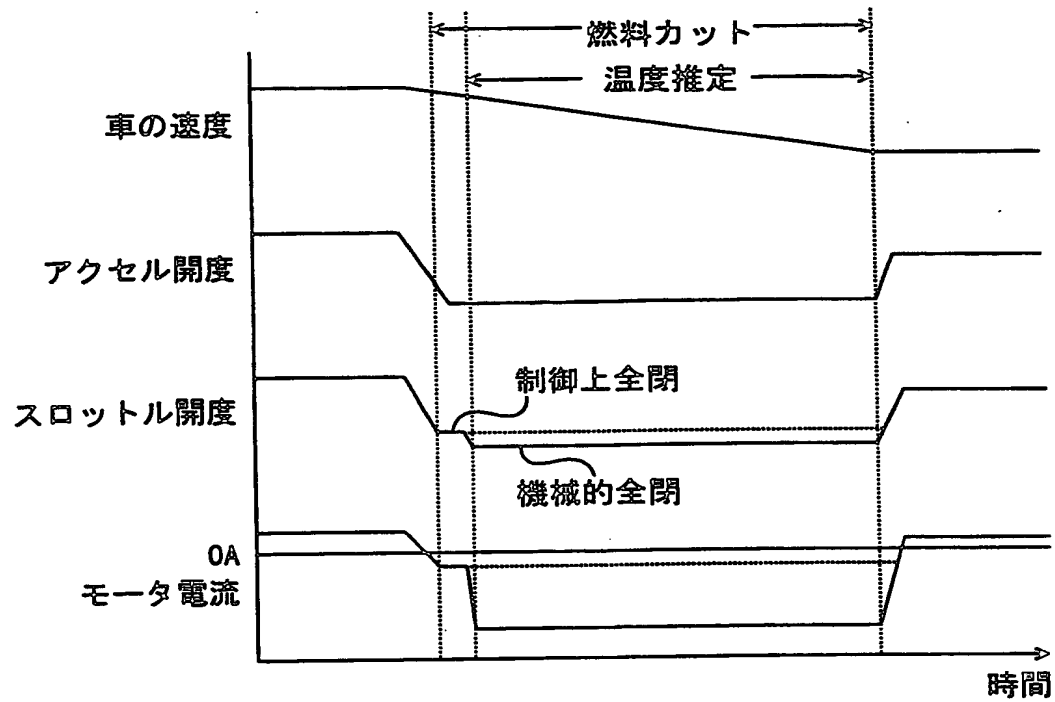 燃料カット
温度推定
車の速度
アクセル開度
制御上全閉
スロットル開度
機械的全閉
0A
モータ電流
時間